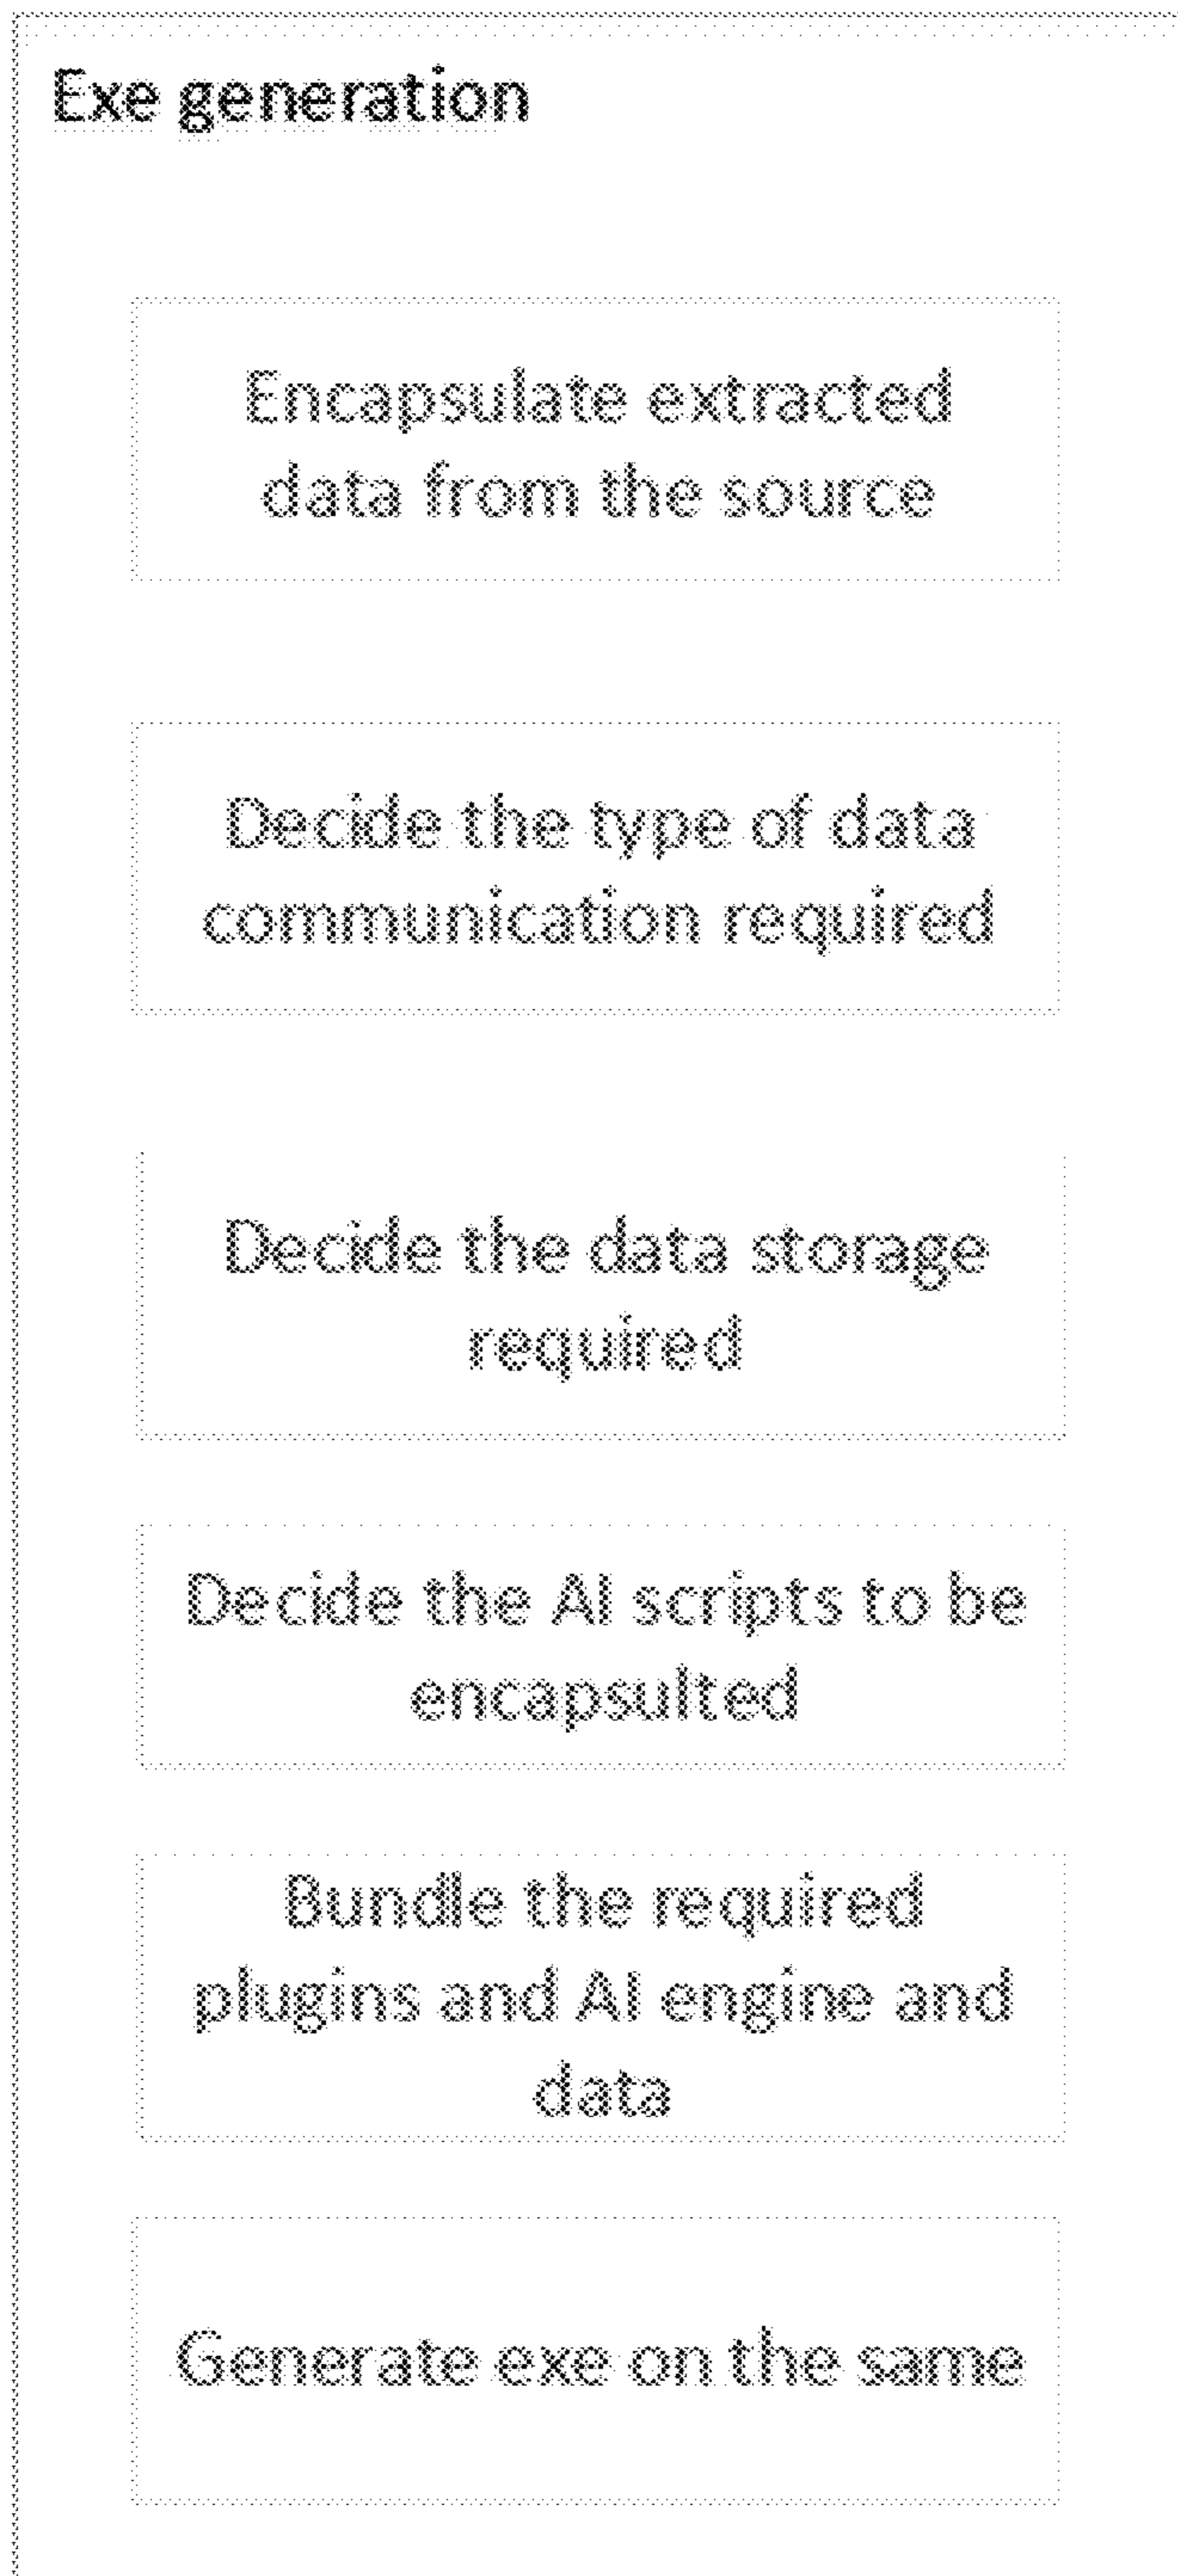 Exe generation
Encapsulate extracted
data from the source
Decide the type of data
communication required
Decide the data storage
required
Decide the AI scripts to be
encapsulted
Bundle the required
plugins and AI engine and
data
Generate exe on the same